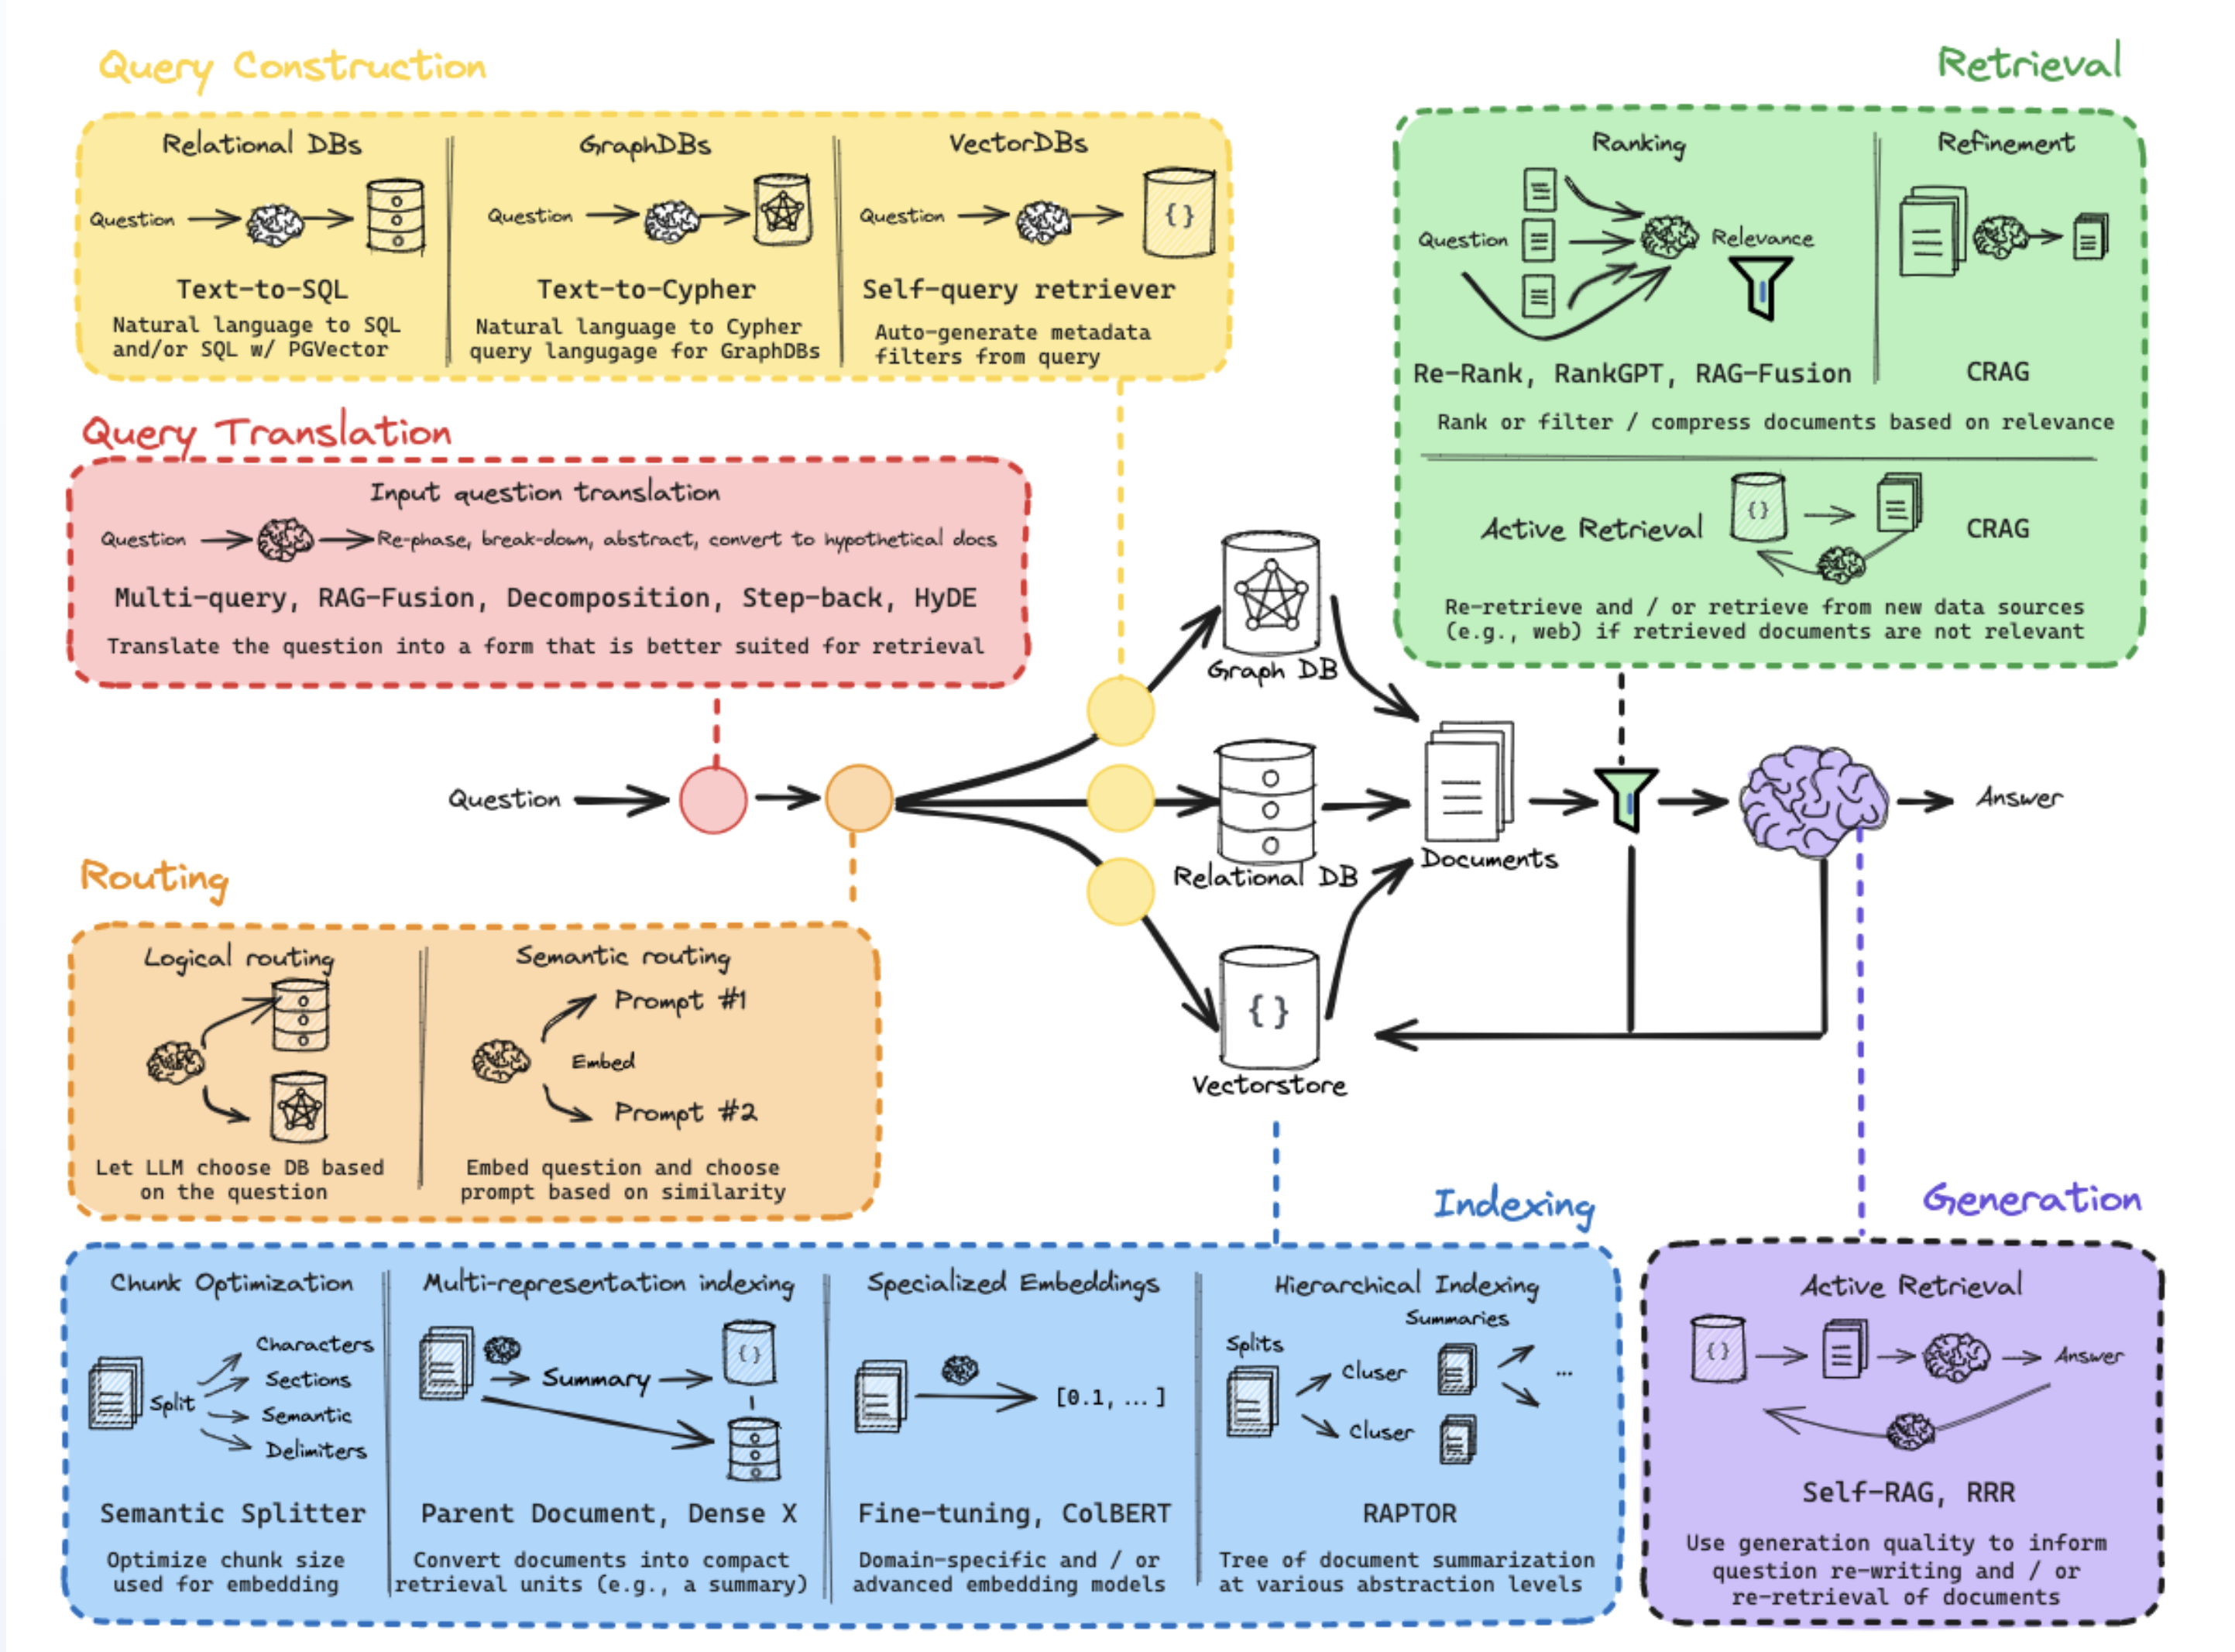 Query Construction
Relational DBs
Question
Text-to-SQL
Natural language to SQL
and/or SQL w/ PGVector
GraphDBs
Question
Text-to-Cypher
Natural language to Cypher
query langugage for GraphDBs
VectorDBs
Question
{}
Self-query retriever
Auto-generate metadata
filters from query
Retrieval
Ranking
Question
Relevance
Re-Rank, RankGPT, RAG-Fusion
Refinement
CRAG
Rank or filter / compress documents based on relevance
Active Retrieval
{}
CRAG
Re-retrieve and / or retrieve from new data sources
(e.g., web) if retrieved documents are not relevant
Query Translation
Input question translation
Question
Re-phase, break-down, abstract, convert to hypothetical docs
Multi-query, RAG-Fusion, Decomposition, Step-back, HyDE
Translate the question into a form that is better suited for retrieval
Question
Graph DB
Relational DB
{}
Vectorstore
Documents
Answer
Routing
Logical routing
Let LLM choose DB based
on the question
Semantic routing
Prompt #1
Embed
Prompt #2
Embed question and choose
prompt based on similarity
Indexing
Chunk Optimization
Split
Characters
Sections
Semantic
Delimiters
Semantic Splitter
Optimize chunk size
used for embedding
Multi-representation indexing
Summary
{}
Parent Document, Dense X
Convert documents into compact
retrieval units (e.g., a summary)
Specialized Embeddings
[0.1, ... ]
Fine-tuning, ColBERT
Domain-specific and / or
advanced embedding models
Hierarchical Indexing
Summaries
Splits
Cluser
Cluser
...
RAPTOR
Tree of document summarization
at various abstraction levels
Generation
Active Retrieval
{}
Answer
Self-RAG, RRR
Use generation quality to inform
question re-writing and / or
re-retrieval of documents